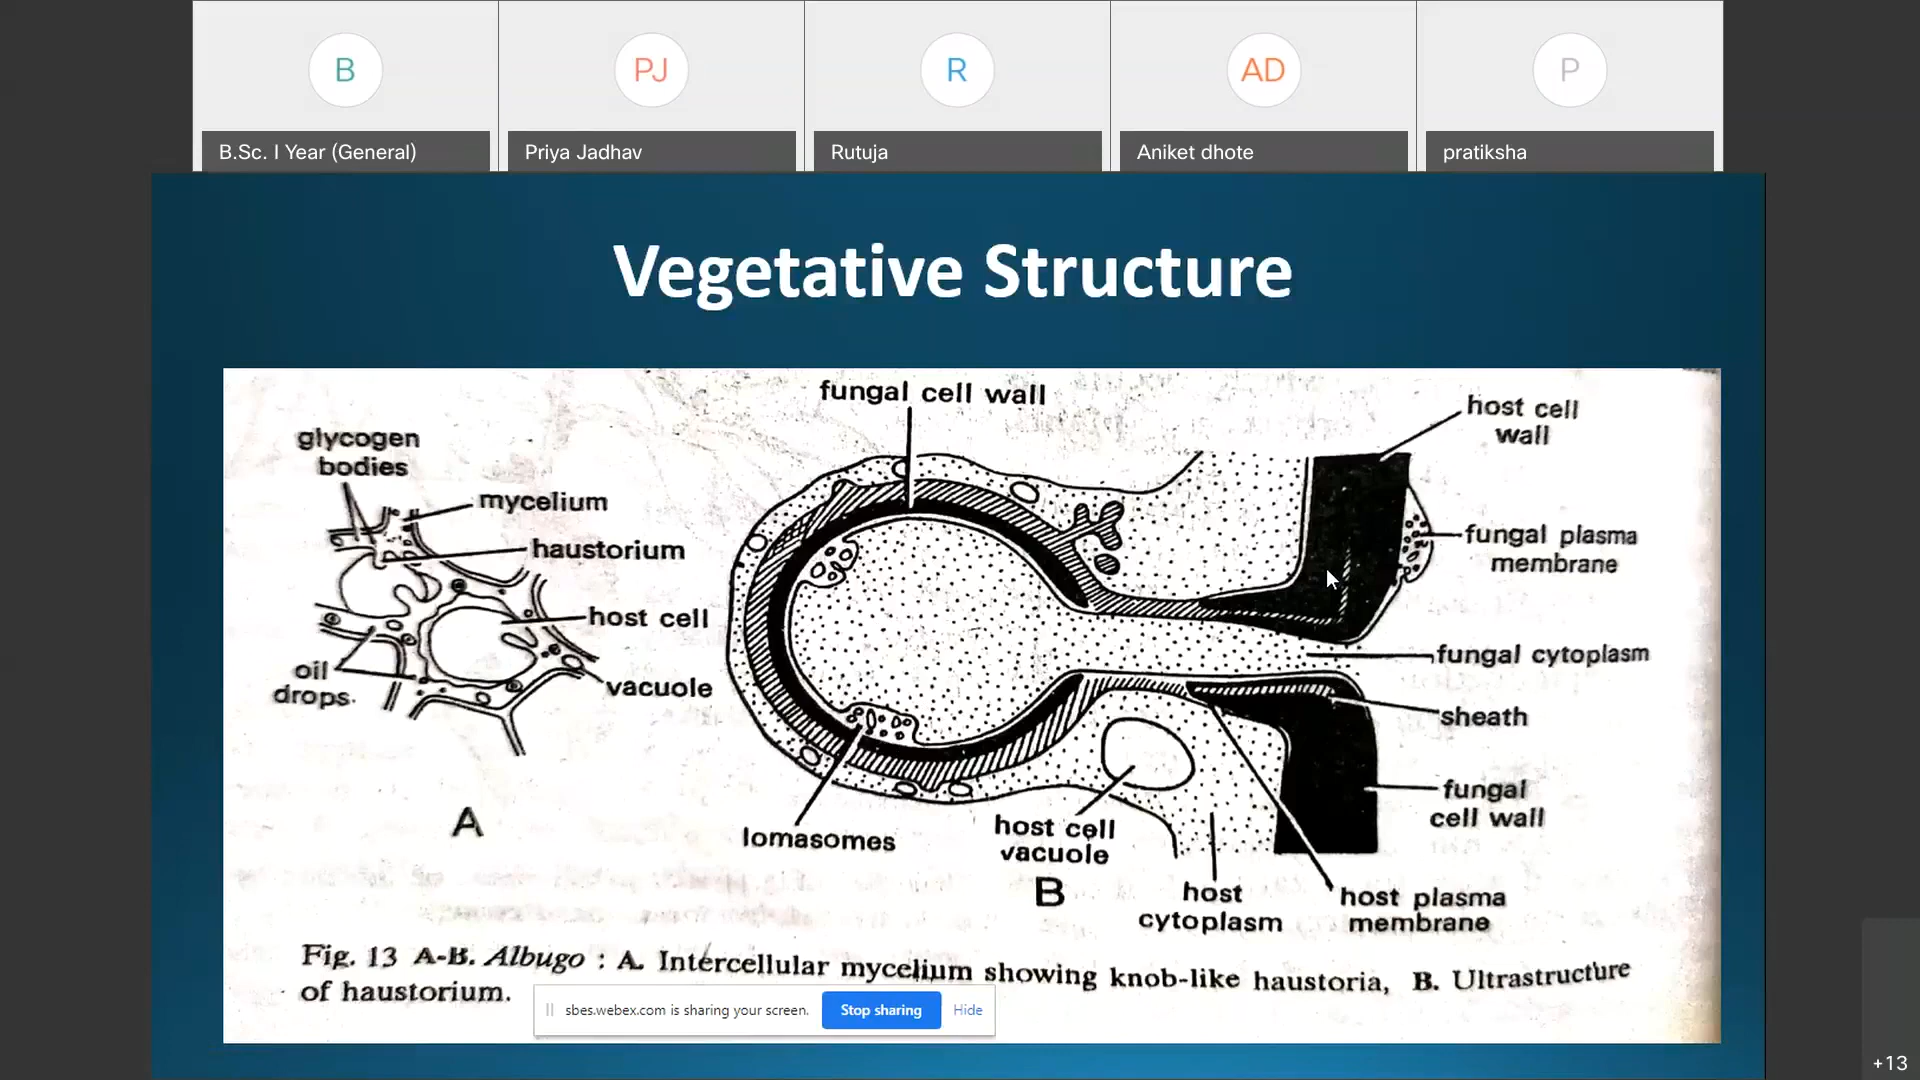 B
PJ
R
AD
P
B.Sc. I Year (General)
Priya Jadhav
Rutuja
Aniket dhote
pratiksha
Vegetative Structure
fungal cell wall
host cell
wall
glycogen
bodies
mycelium
haustorium
fungal plasma
membrane
host cell
fungal cytoplasm
oil
drops.
vacuole
sheath
fungal
cell wall
lomasomes
host cell
vacuole
A
B
host
cytoplasm
host plasma
membrane
Fig. 13 A-B. Albugo : A. Intercellular mycelium showing knob-like haustoria, B. Ultrastructure
of haustorium.
sbes.webex.com is sharing your screen.
Stop sharing
Hide
+13